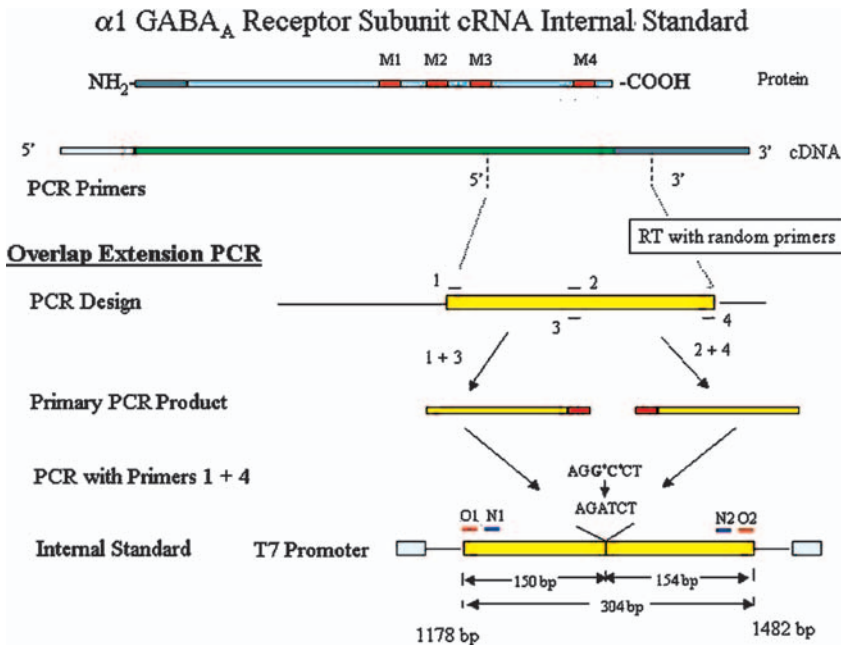 α1 GABA_A Receptor Subunit cRNA Internal Standard
M1 M2 M3 M4
NH2 -COOH Protein
5' 3' cDNA
5' 3'
PCR Primers
RT with random primers
Overlap Extension PCR
1 2
PCR Design
3 4
1 + 3 2 + 4
Primary PCR Product
AGG*C*CT
PCR with Primers 1 + 4
AGATCT
O1 N1 N2 O2
Internal Standard T7 Promoter
150 bp 154 bp
304 bp
1178 bp 1482 bp